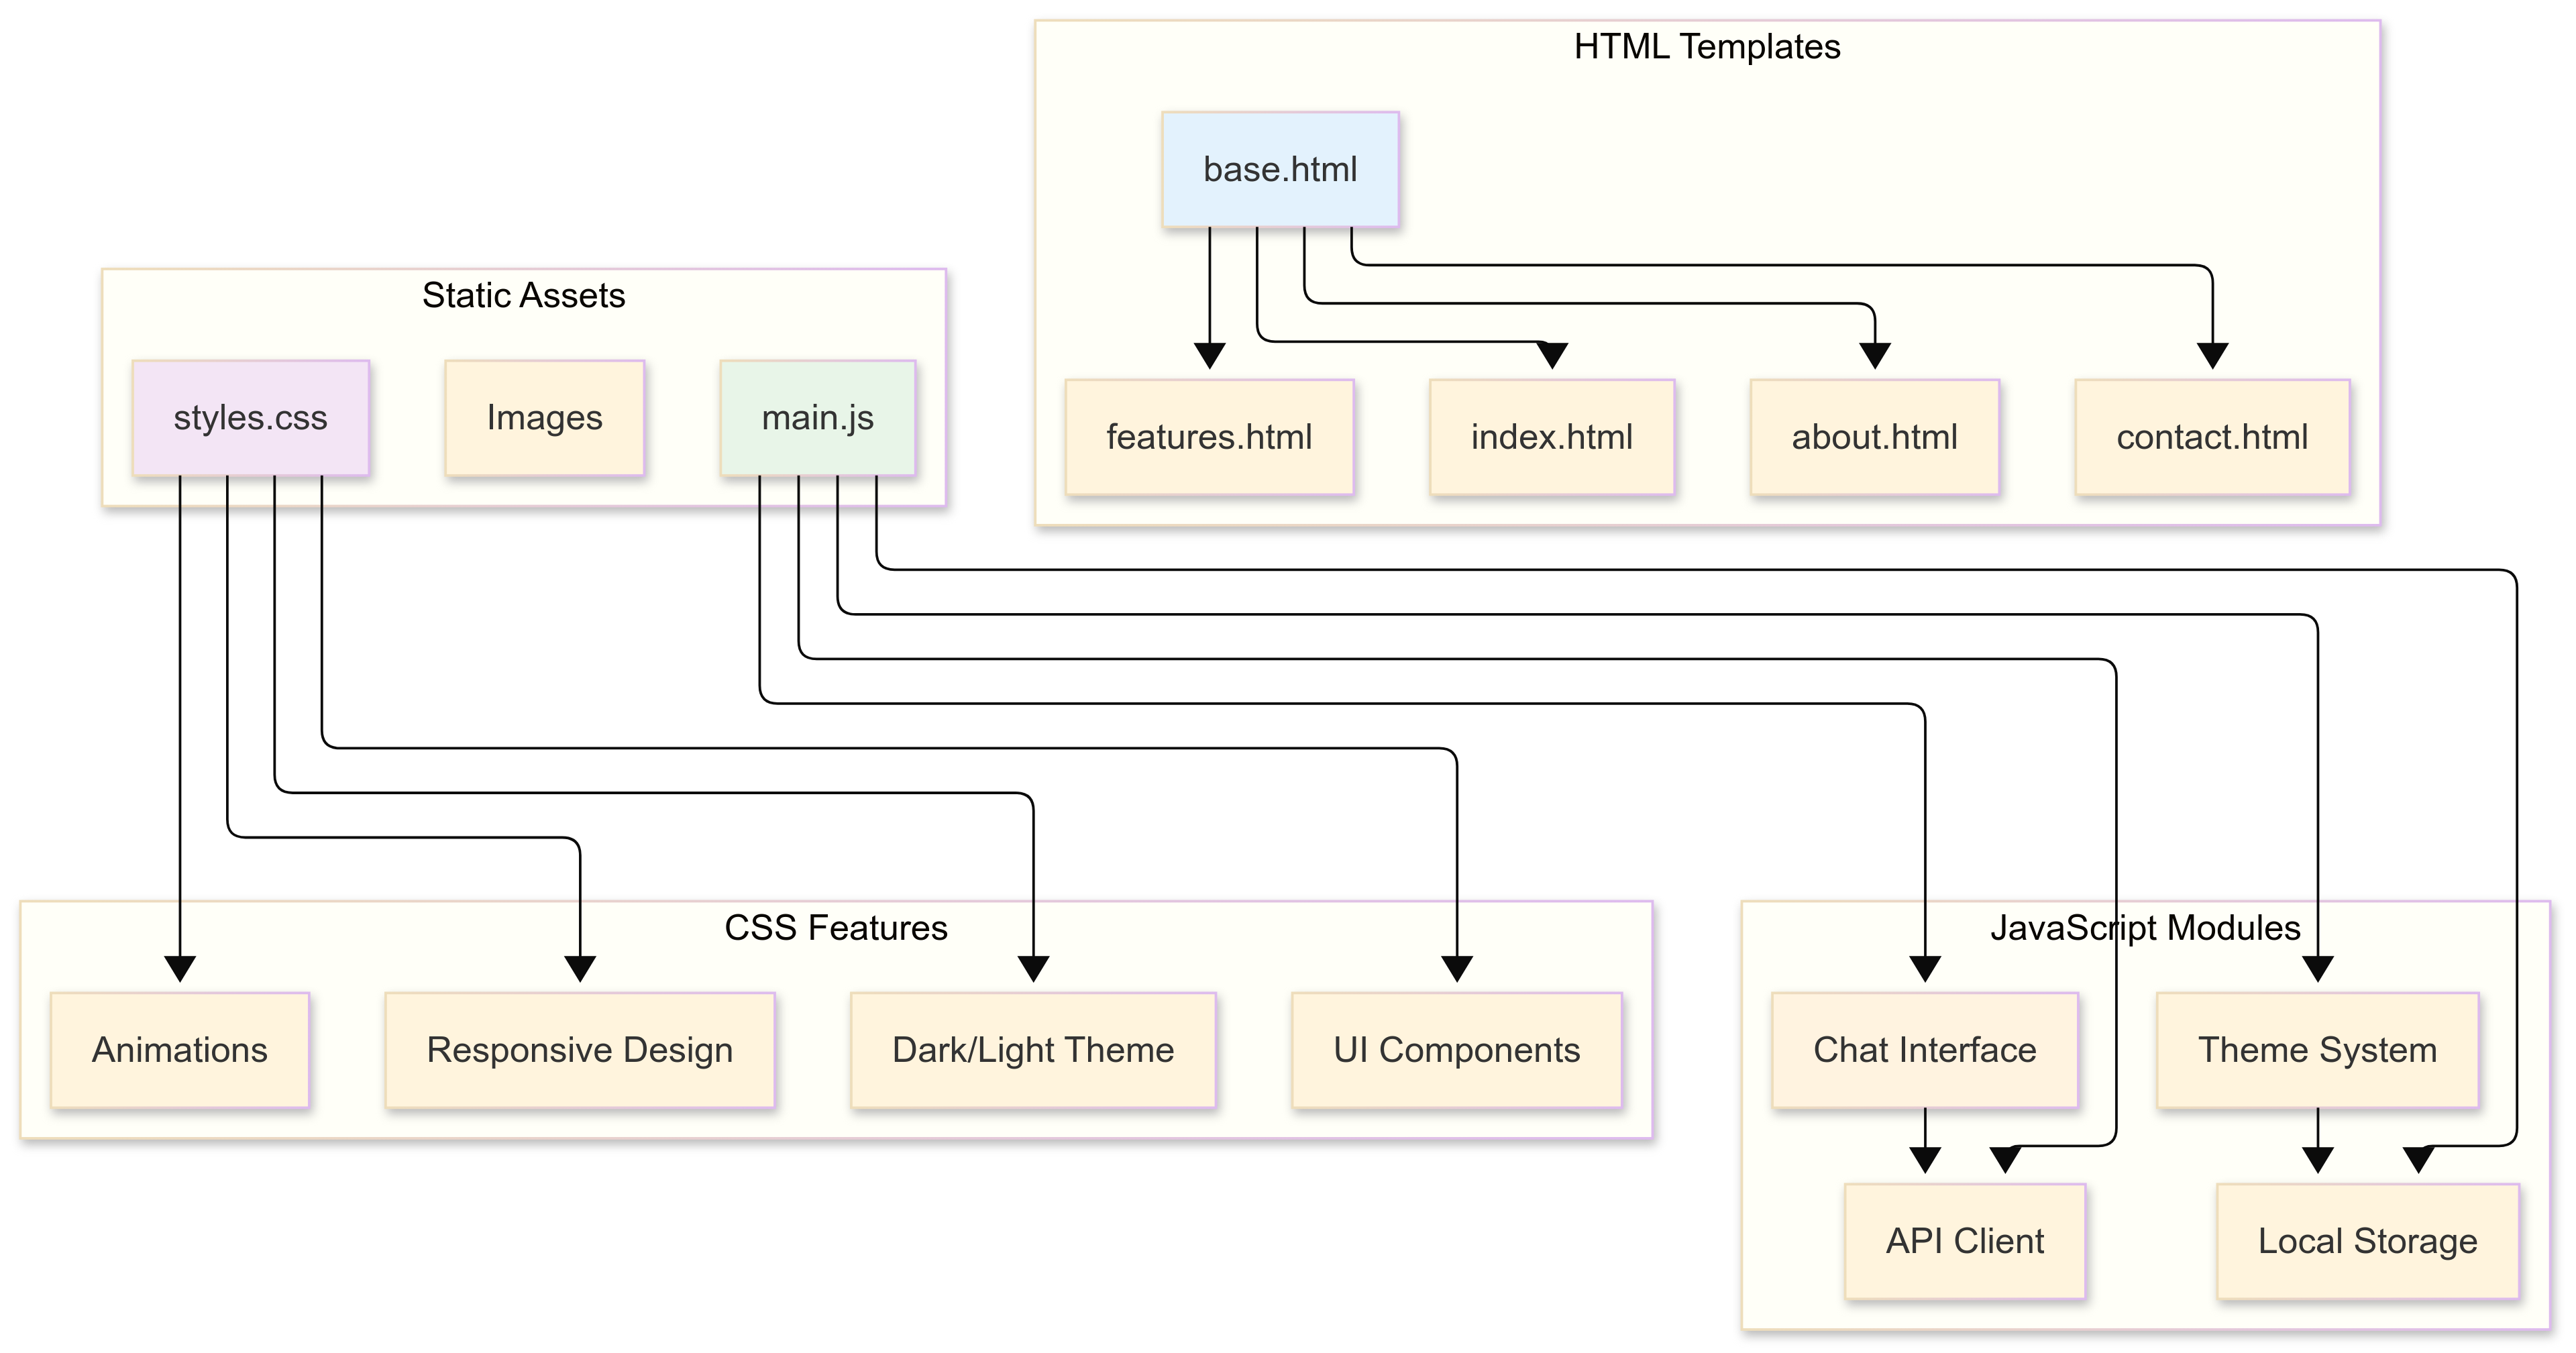 HTML Templates
base.html
Static Assets
styles.css
Images
main.js
features.html
index.html
about.html
contact.html
CSS Features
JavaScript Modules
Animations
Responsive Design
Dark/Light Theme
UI Components
Chat Interface
Theme System
API Client
Local Storage